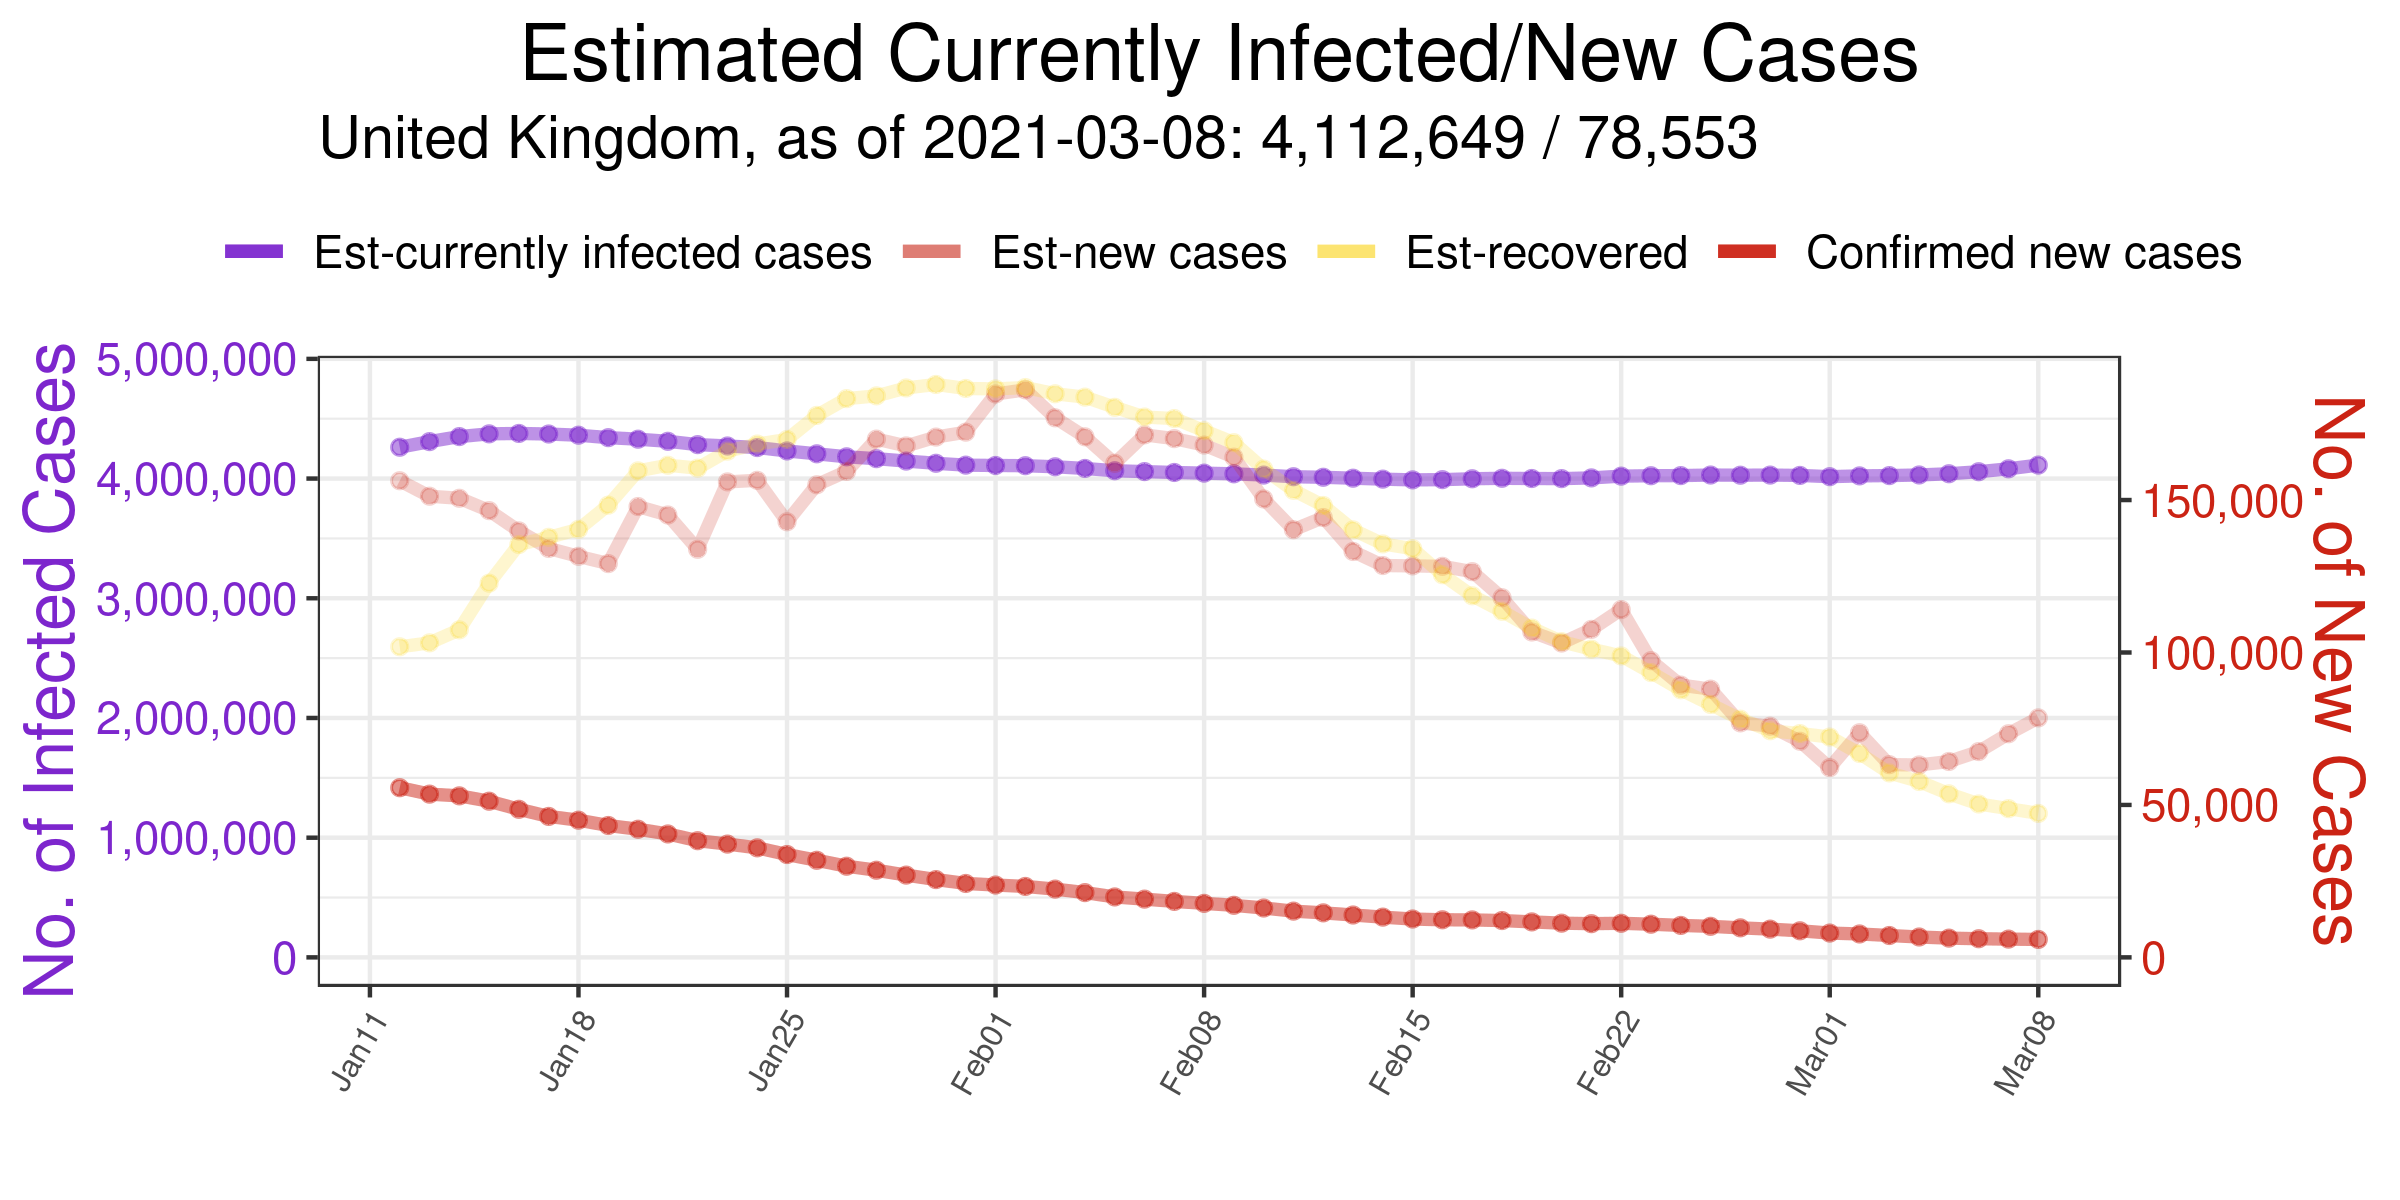 Estimated Currently Infected/New Cases
United Kingdom, as of 2021-03-08: 4,112,649 / 78,553
Est-currently infected cases Est-new cases Est-recovered Confirmed new cases
No. of Infected Cases
5,000,000
4,000,000
3,000,000
2,000,000
1,000,000
0
150,000
100,000
50,000
0
No. of New Cases
Jan11 Jan18 Jan25 Feb01 Feb08 Feb15 Feb22 Mar01 Mar08